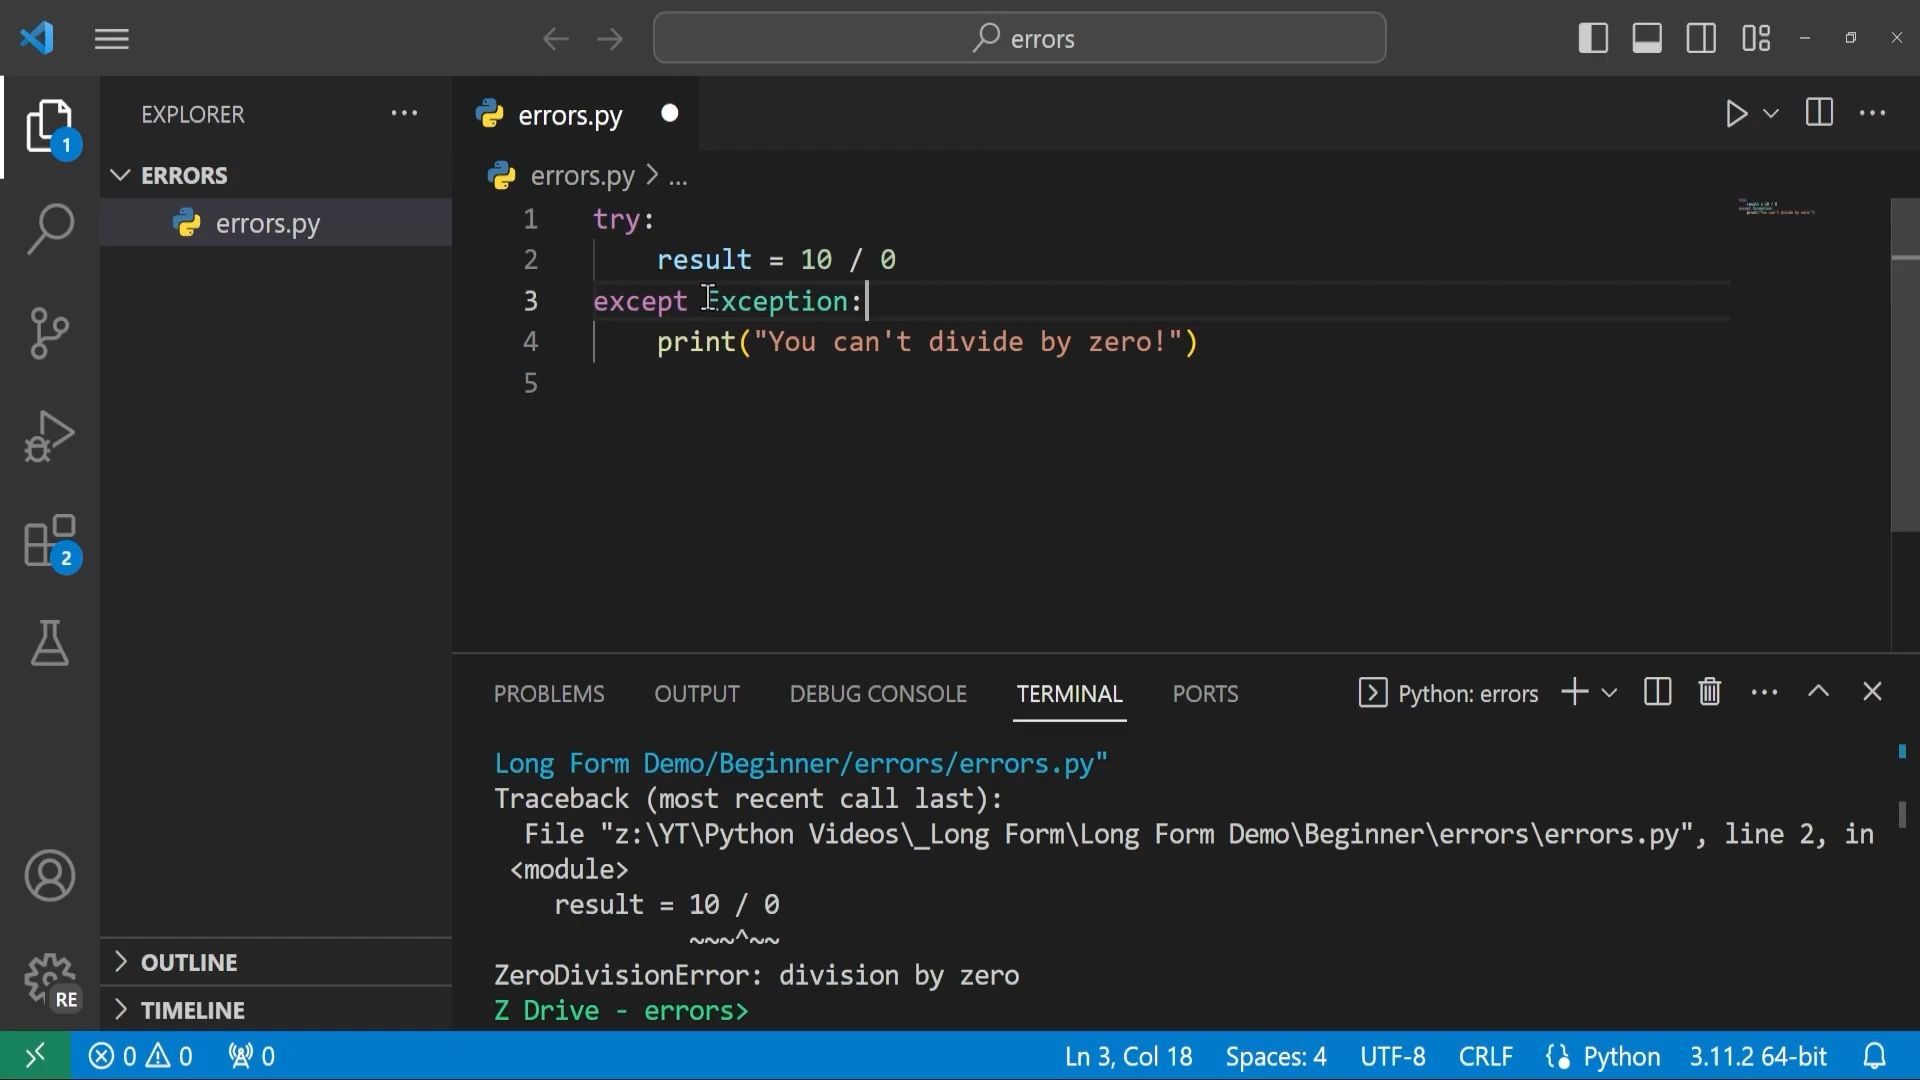 errors
EXPLORER
ERRORS
errors.py
OUTLINE
TIMELINE
1
2
RE
errors.py
errors.py > ...
1 try:
2 result = 10 / 0
3 except Exception:
4 print("You can't divide by zero!")
5
PROBLEMS OUTPUT DEBUG CONSOLE TERMINAL PORTS Python: errors
Long Form Demo/Beginner/errors/errors.py"
Traceback (most recent call last):
File "z:\YT\Python Videos\_Long Form\Long Form Demo\Beginner\errors\errors.py", line 2, in
<module>
result = 10 / 0
~~~^~~
ZeroDivisionError: division by zero
Z Drive - errors>
0 0 0 Ln 3, Col 18 Spaces: 4 UTF-8 CRLF Python 3.11.2 64-bit